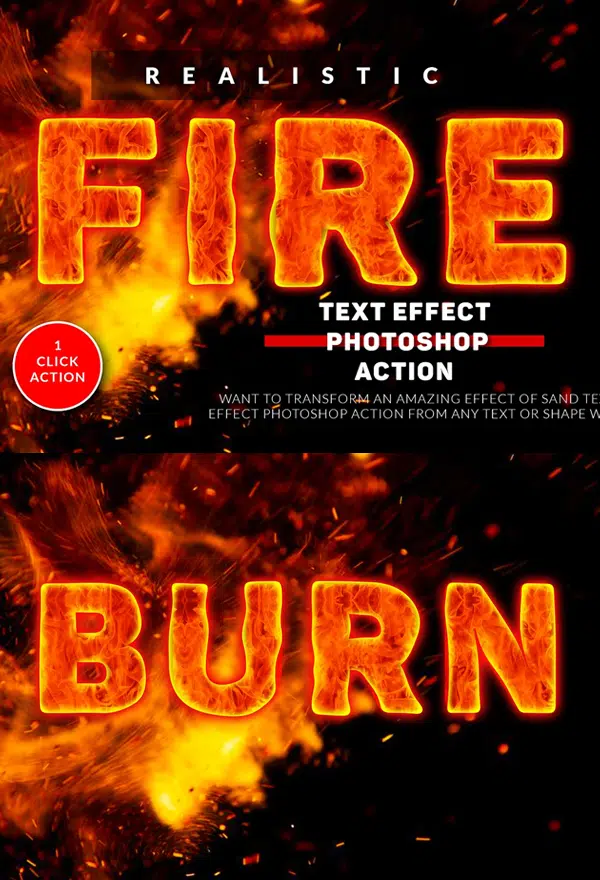 REALISTIC
FIRE
TEXT EFFECT
PHOTOSHOP
ACTION
1
CLICK
ACTION
WANT TO TRANSFORM AN AMAZING EFFECT OF SAND
EFFECT PHOTOSHOP ACTION FROM ANY TEXT OR SHAPE
BURN